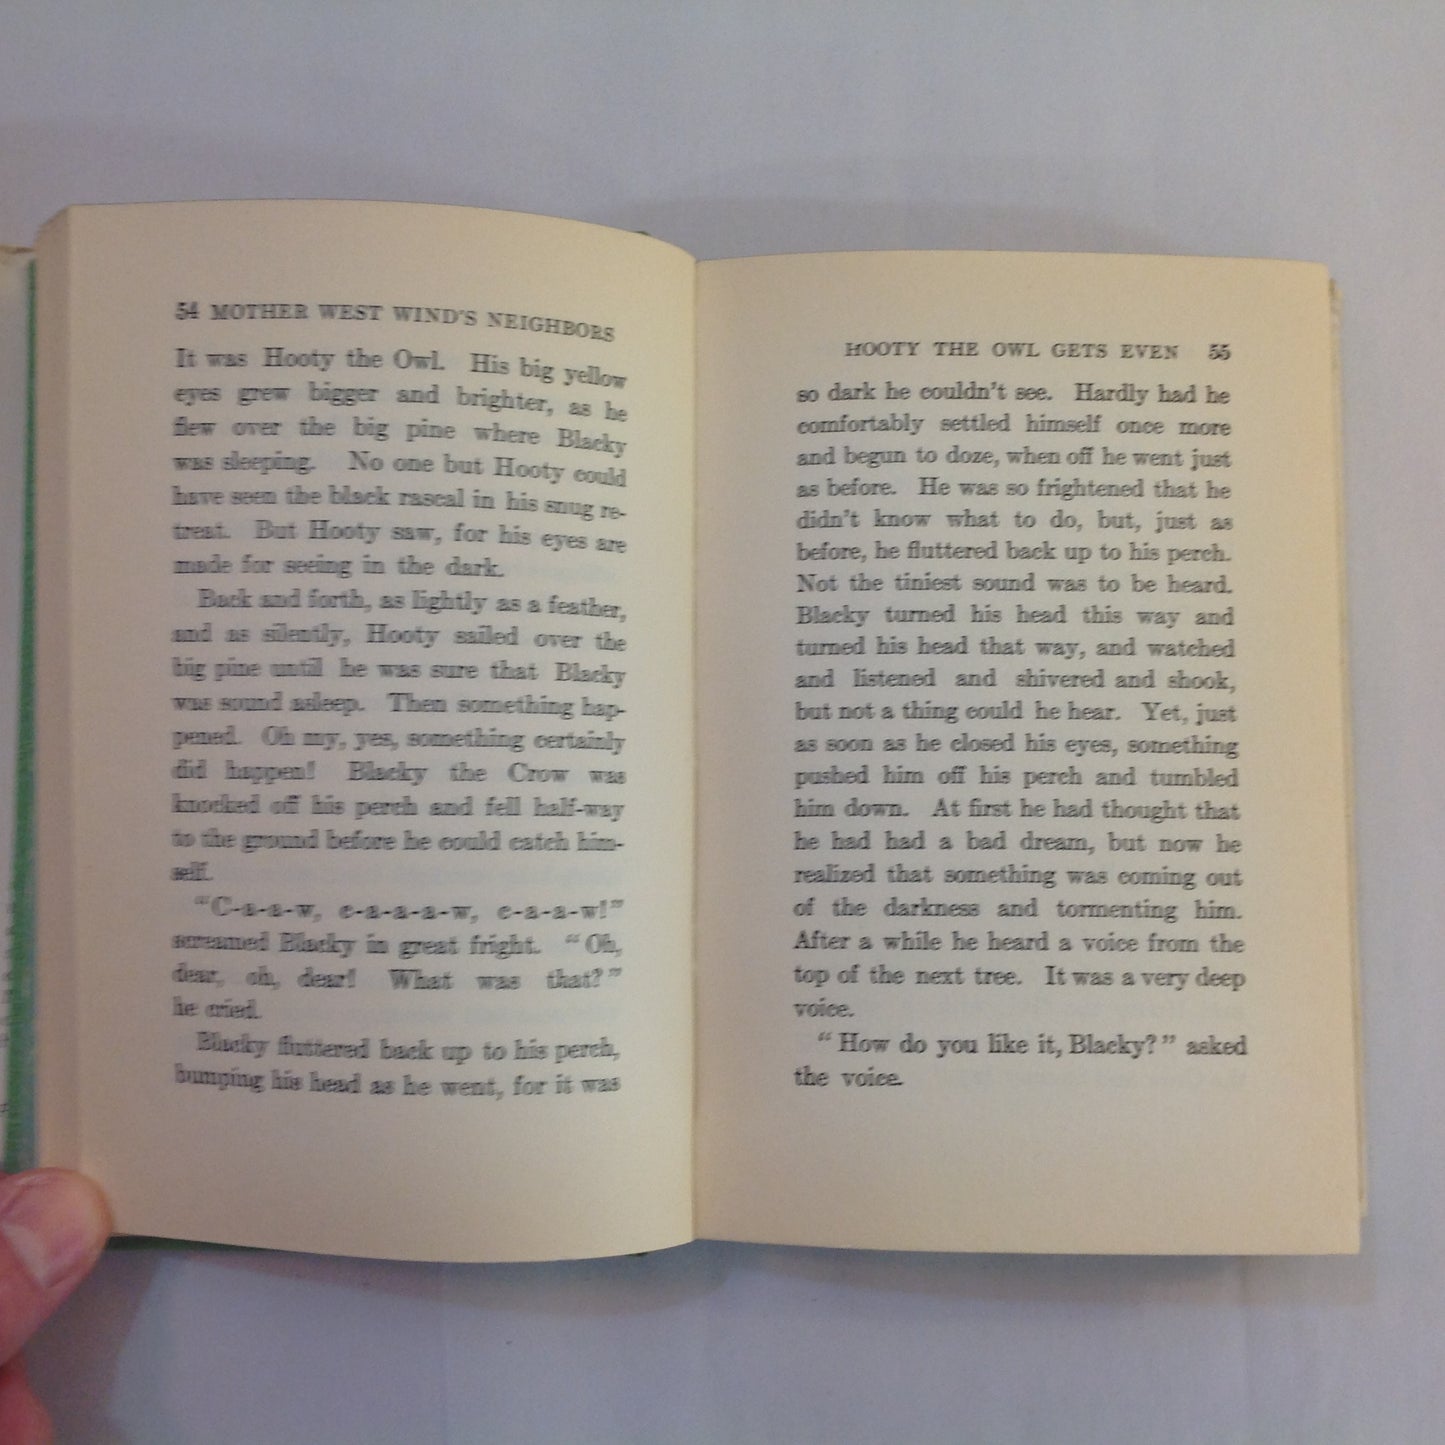 54 MOTHER WEST WIND'S NEIGHBORS
It was Hooty the Owl. His big yellow
eyes grew bigger and brighter, as he
flew over the big pine where Blacky
was sleeping. No one but Hooty could
have seen the black rascal in his snug re-
treat. But Hooty saw, for his eyes are
made for seeing in the dark.
Back and forth, as lightly as a feather,
and as silently, Hooty sailed over the
big pine until he was sure that Blacky
was sound asleep. Then something hap-
pened. Oh my, yes, something certainly
did happen! Blacky the Crow was
knocked off his perch and fell half-way
to the ground before he could catch him-
self.
"C-a-a-w, c-a-a-a-a-w, c-a-a-w!"
screamed Blacky in great fright. "Oh,
dear, oh, dear! What was that?"
he cried.
Blacky fluttered back up to his perch,
bumping his head as he went, for it was
HOOTY THE OWL GETS EVEN 55
so dark he couldn't see. Hardly had he
comfortably settled himself once more
and begun to doze, when off he went just
as before. He was so frightened that he
didn't know what to do, but, just as
before, he fluttered back up to his perch.
Not the tiniest sound was to be heard.
Blacky turned his head this way and
turned his head that way, and watched
and listened and shivered and shook,
but not a thing could he hear. Yet, just
as soon as he closed his eyes, something
pushed him off his perch and tumbled
him down. At first he had thought that
he had had a bad dream, but now he
realized that something was coming out
of the darkness and tormenting him.
After a while he heard a voice from the
top of the next tree. It was a very deep
voice.
"How do you like it, Blacky?" asked
the voice.